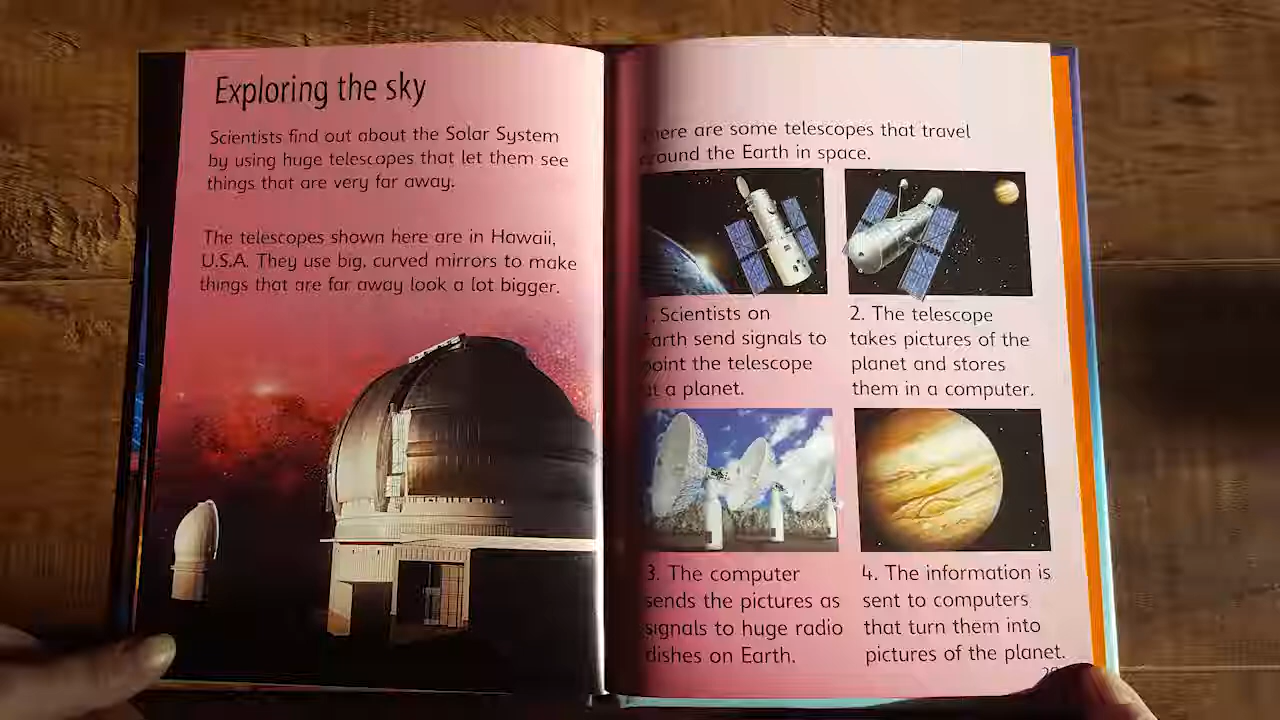 Exploring the sky
Scientists find out about the Solar System
by using huge telescopes that let them see
things that are very far away.
The telescopes shown here are in Hawaii,
U.S.A. They use big, curved mirrors to make
things that are far away look a lot bigger.
here are some telescopes that travel
round the Earth in space.
1. Scientists on
Earth send signals to
point the telescope
at a planet.
2. The telescope
takes pictures of the
planet and stores
them in a computer.
3. The computer
sends the pictures as
signals to huge radio
dishes on Earth.
4. The information is
sent to computers
that turn them into
pictures of the planet.